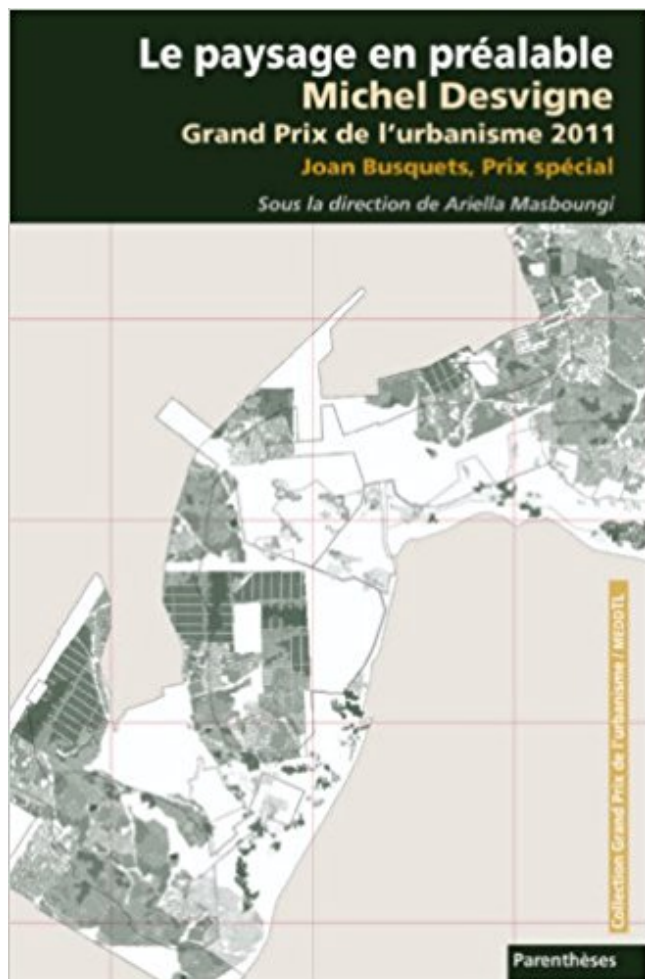 Le paysage en préalable
Michel Desvigne
Grand Prix de l'urbanisme 2011
Joan Busquets, Prix spécial
Sous la direction de Ariella Masboungi
Collection Grand Prix de l'urbanisme / MEDDTL
Parenthèses